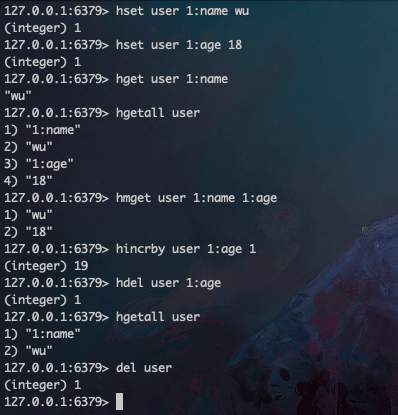 127.0.0.1:6379> hset user 1:name wu
(integer) 1
127.0.0.1:6379> hset user 1:age 18
(integer) 1
127.0.0.1:6379> hget user 1:name
"wu"
127.0.0.1:6379> hgetall user
1) "1:name"
2) "wu"
3) "1:age"
4) "18"
127.0.0.1:6379> hmget user 1:name 1:age
1) "wu"
2) "18"
127.0.0.1:6379> hincrby user 1:age 1
(integer) 19
127.0.0.1:6379> hdel user 1:age
(integer) 1
127.0.0.1:6379> hgetall user
1) "1:name"
2) "wu"
127.0.0.1:6379> del user
(integer) 1
127.0.0.1:6379>